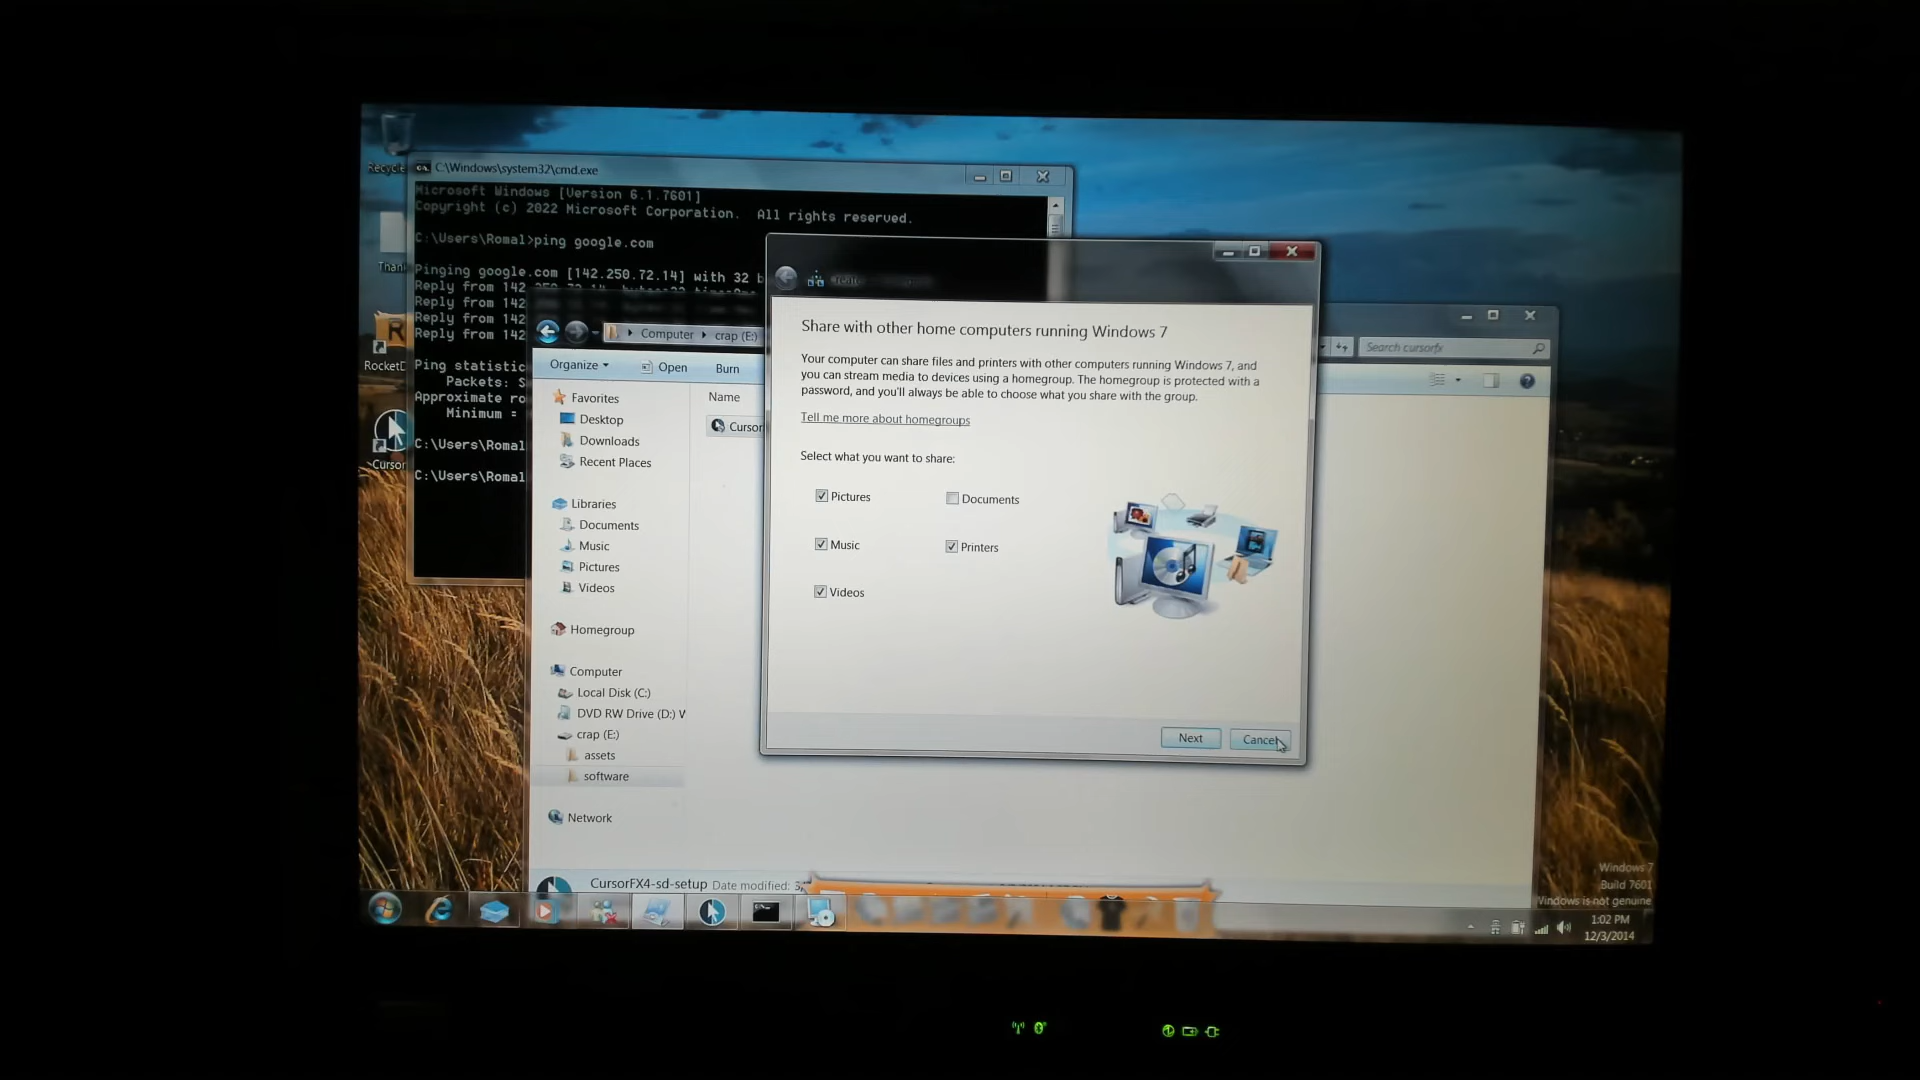 Recycle
C:\Windows\system32\cmd.exe
Microsoft Windows [Version 6.1.7601]
Copyright (c) 2022 Microsoft Corporation. All rights reserved.
C:\Users\Romal>ping google.com
Pinging google.com [142.250.72.14] with 32 b
Reply from 142
Reply from 142
Reply from 142
Reply from 142
Ping statistic
Packets: S
Approximate ro
Minimum =
C:\Users\Romal
C:\Users\Romal
Than
RocketD
Cursor
Computer
crap (E:)
Search cursorfx
Organize
Open
Burn
Favorites
Desktop
Downloads
Recent Places
Libraries
Documents
Music
Pictures
Videos
Homegroup
Computer
Local Disk (C:)
DVD RW Drive (D:) V
crap (E:)
assets
software
Network
Name
Cursor
CursorFX4-sd-setup Date modified:
Share with other home computers running Windows 7
Your computer can share files and printers with other computers running Windows 7, and
you can stream media to devices using a homegroup. The homegroup is protected with a
password, and you'll always be able to choose what you share with the group.
Tell me more about homegroups
Select what you want to share:
Pictures
Documents
Music
Printers
Videos
Next
Cancel
Windows 7
Build 7601
Windows is not genuine
1:02 PM
12/3/2014